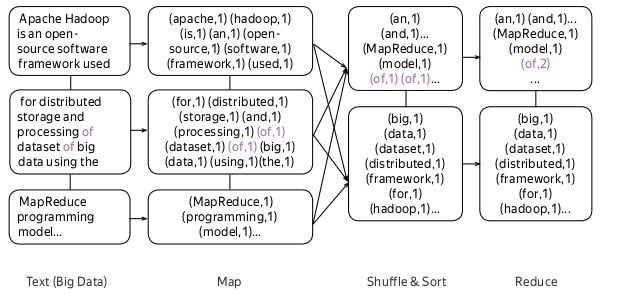 Apache Hadoop
is an open-
source software
framework used
for distributed
storage and
processing of
dataset of big
data using the
MapReduce
programming
model...
Text (Big Data)
(apache,1) (hadoop,1)
(is,1) (an,1) (open-
source,1) (software,1)
(framework,1) (used,1)
(for,1) (distributed,1)
(storage,1) (and,1)
(processing,1) (of,1)
(dataset,1) (of,1) (big,1)
(data,1) (using,1)(the,1)
(MapReduce,1)
(programming,1)
(model,1)...
Map
(an,1)
(and,1)...
(MapReduce,1)
(model,1)
(of,1) (of,1)...
(big,1)
(data,1)
(dataset,1)
(distributed,1)
(framework,1)
(for,1)
(hadoop,1)...
Shuffle & Sort
(an,1) (and,1)...
(MapReduce,1)
(model,1)
(of,2)
...
(big,1)
(data,1)
(dataset,1)
(distributed,1)
(framework,1)
(for,1)
(hadoop,1)...
Reduce